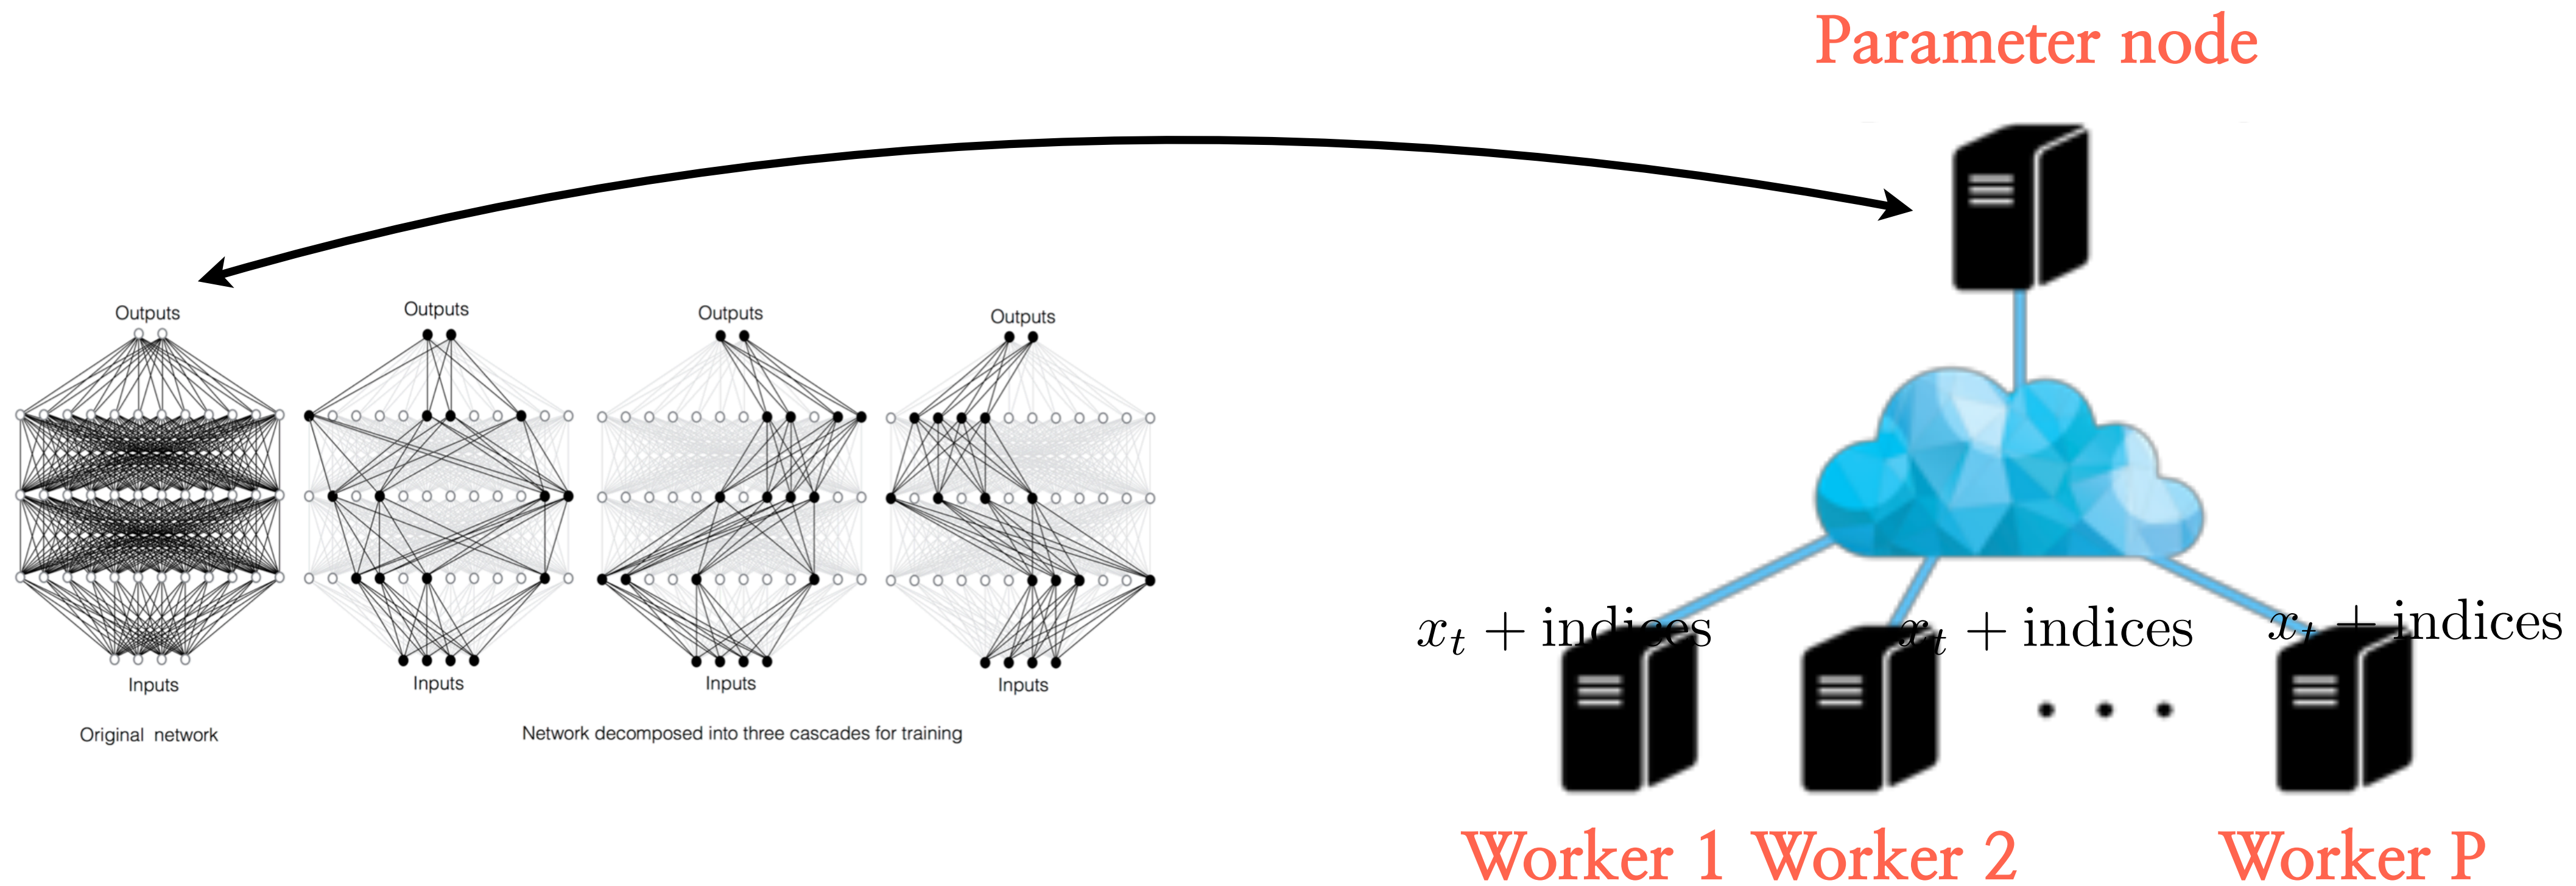 Parameter node
Outputs
Outputs
Outputs
Outputs
Inputs
Inputs
Inputs
Inputs
Original network
Network decomposed into three cascades for training
x_t + indices
x_t + indices
x_t + indices
Worker 1
Worker 2
Worker P